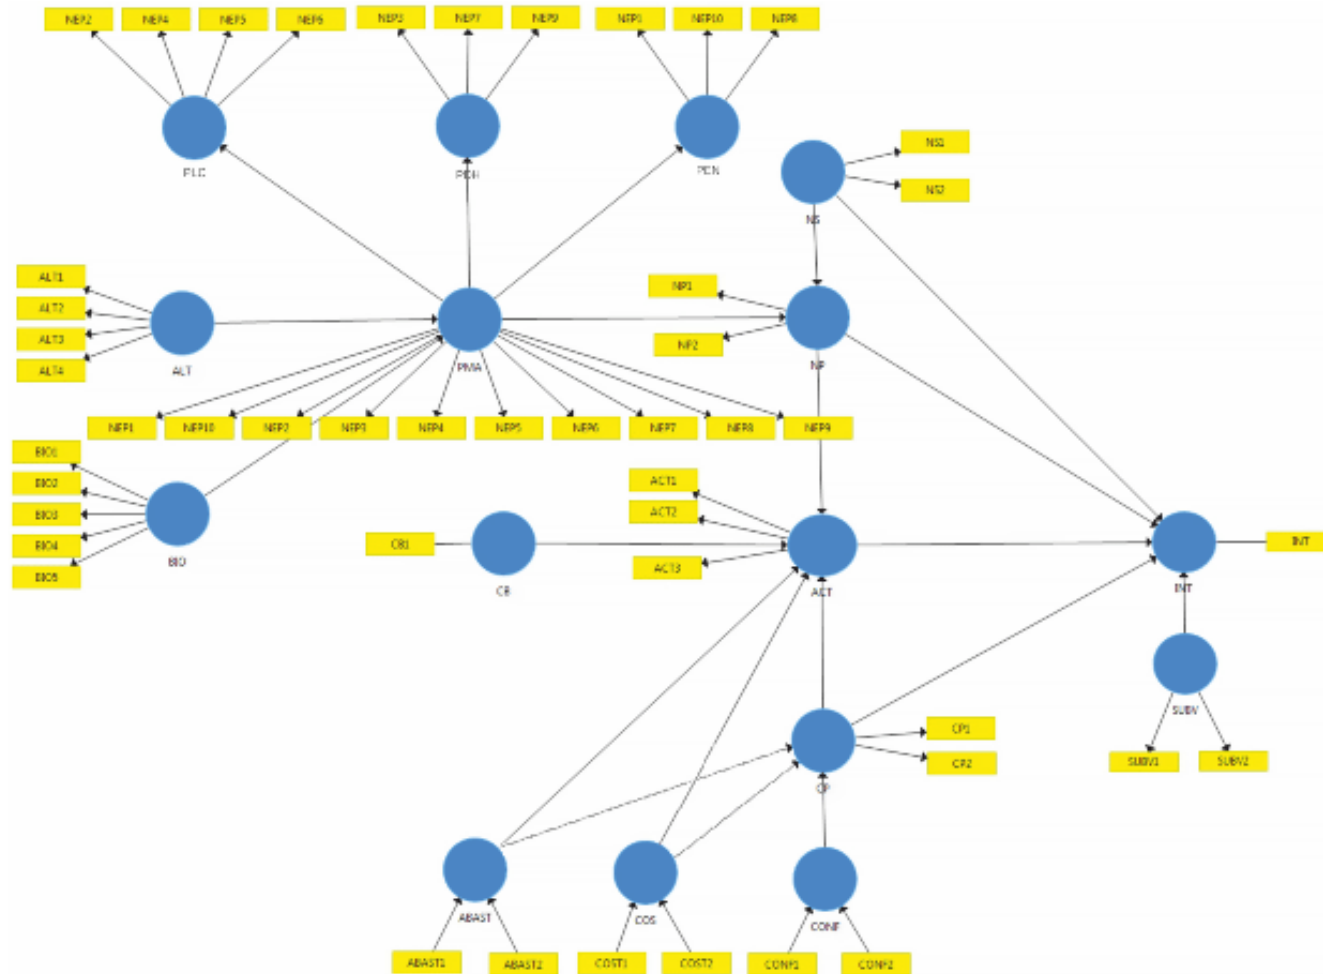 NEP2 NEP4 NEP5 NEP6 NEP3 NEP7 NEP9 NEP1 NEP10 NEP8
NS1
PCN
NS2
NS
ALT1
ALT2
ALT3
ALT4
ALT
PMA
NP1
NP2
NP
NEP1 NEP10 NEP2 NEP3 NEP4 NEP5 NEP6 NEP7 NEP8 NEP9
BIO1
BIO2
BIO3
BIO4
BIO5
BIO
CB1
CB
ACT1
ACT2
ACT3
ACT
INT
INT
SUBV
SUBV1 SUBV2
CP1
CP2
CP
ABAST COS CONF
ABAST1 ABAST2 COST1 COST2 CONF1 CONF2